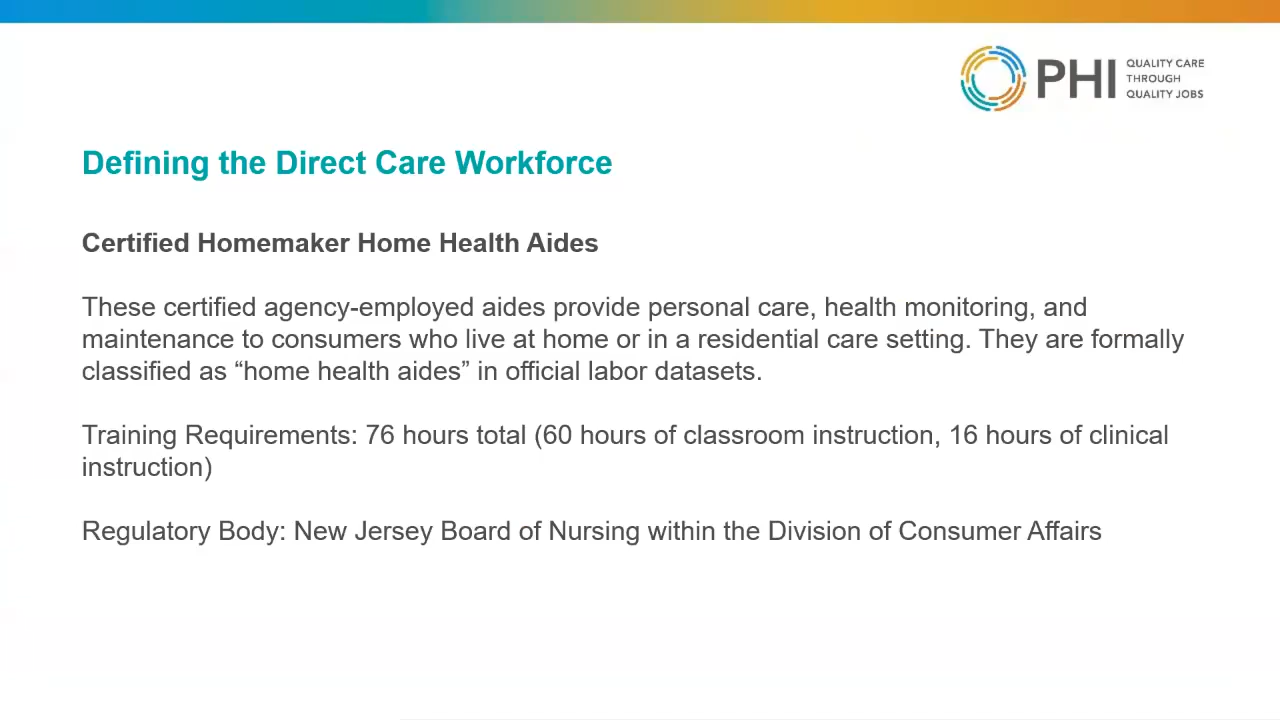 PHI
QUALITY CARE
THROUGH
QUALITY JOBS
Defining the Direct Care Workforce
Certified Homemaker Home Health Aides
These certified agency-employed aides provide personal care, health monitoring, and
maintenance to consumers who live at home or in a residential care setting. They are formally
classified as “home health aides” in official labor datasets.
Training Requirements: 76 hours total (60 hours of classroom instruction, 16 hours of clinical
instruction)
Regulatory Body: New Jersey Board of Nursing within the Division of Consumer Affairs